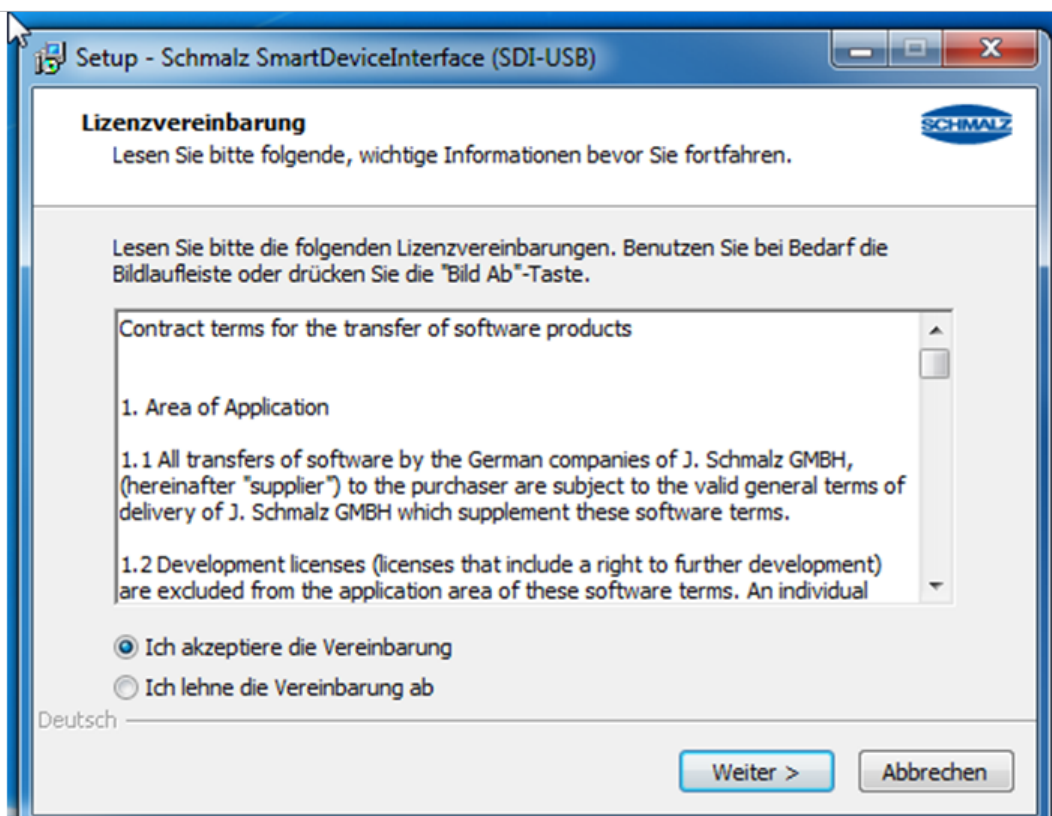 Setup - Schmalz SmartDeviceInterface (SDI-USB)
Lizenzvereinbarung
Lesen Sie bitte folgende, wichtige Informationen bevor Sie fortfahren.
SCHMALZ
Lesen Sie bitte die folgenden Lizenzvereinbarungen. Benutzen Sie bei Bedarf die
Bildlaufleiste oder drücken Sie die "Bild Ab"-Taste.
Contract terms for the transfer of software products
1. Area of Application
1.1 All transfers of software by the German companies of J. Schmalz GMBH,
(hereinafter "supplier") to the purchaser are subject to the valid general terms of
delivery of J. Schmalz GMBH which supplement these software terms.
1.2 Development licenses (licenses that include a right to further development)
are excluded from the application area of these software terms. An individual
Ich akzeptiere die Vereinbarung
Ich lehne die Vereinbarung ab
Deutsch
Weiter >
Abbrechen